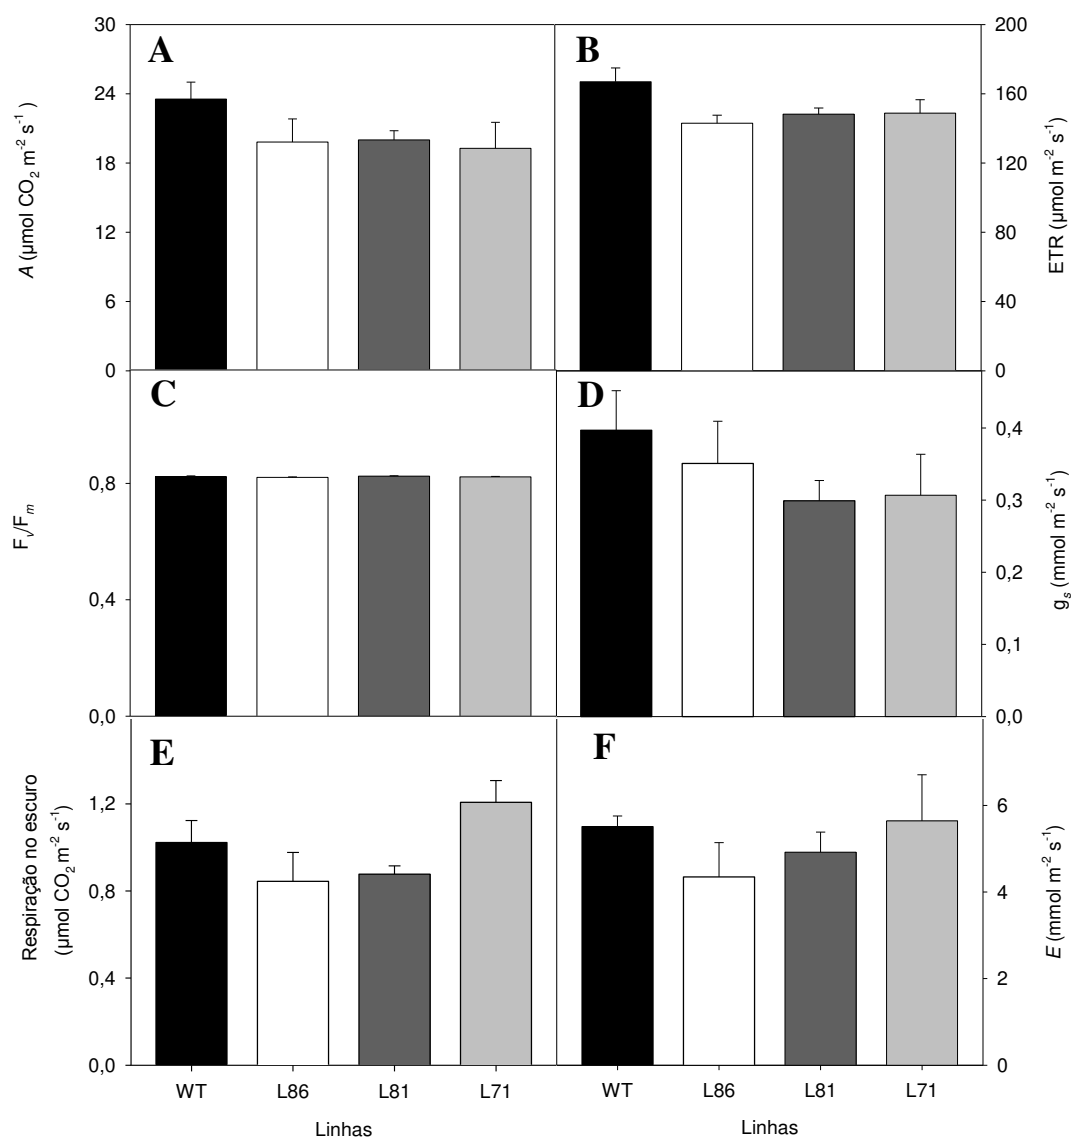 A
B
A (µmol CO2 m-2 s-1 )
30
24
18
12
6
0
200
160
120
80
40
0
ETR (µmol m-2 s-1)
C
D
Fv/Fm
0,8
0,4
0,0
0,4
0,3
0,2
0,1
0,0
gs (mmol m-2 s-1)
E
F
Respiração no escuro
(µmol CO2 m-2 s-1)
1,2
0,8
0,4
0,0
6
4
2
0
E (mmol m-2 s-1)
WT L86 L81 L71
WT L86 L81 L71
Linhas
Linhas